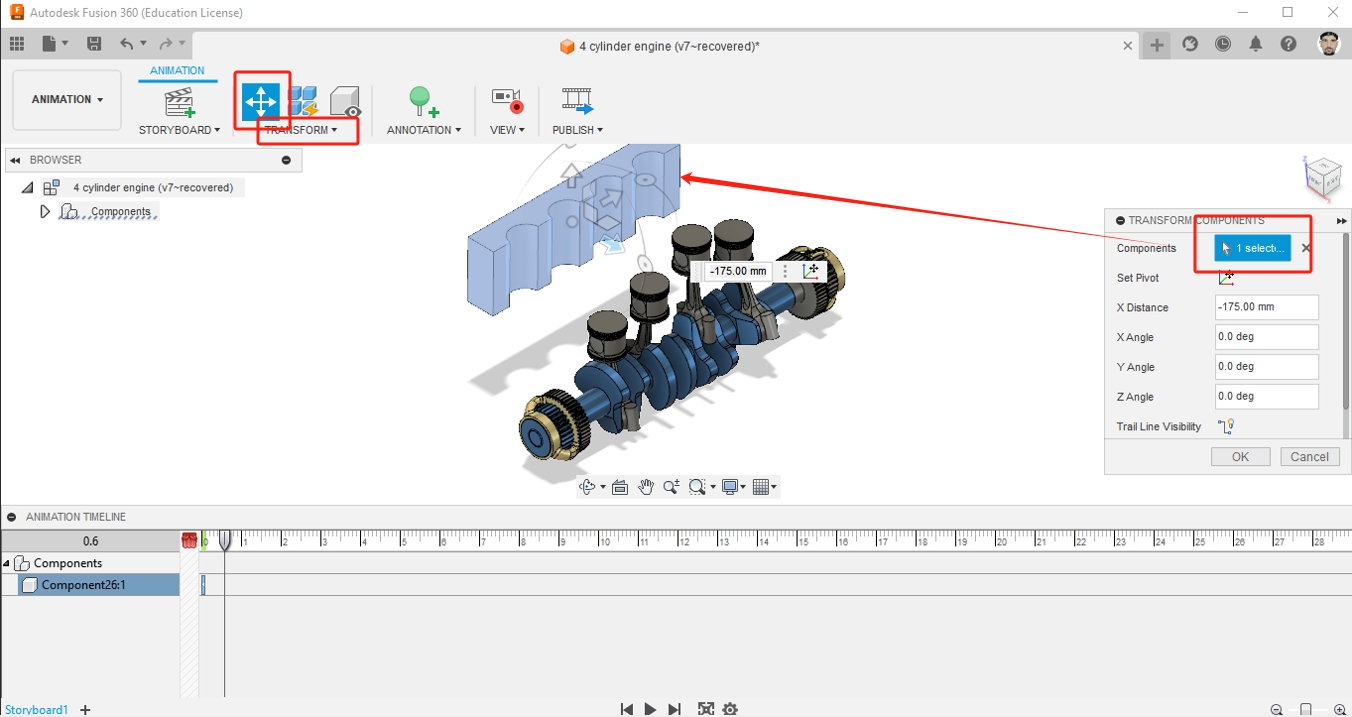 Autodesk Fusion 360 (Education License)
4 cylinder engine (v7~recovered)*
ANIMATION
ANIMATION
STORYBOARD
TRANSFORM
ANNOTATION
VIEW
PUBLISH
BROWSER
4 cylinder engine (v7~recovered)
Components
-175.00 mm
TRANSFORM COMPONENTS
Components
1 select...
Set Pivot
X Distance
-175.00 mm
X Angle
0.0 deg
Y Angle
0.0 deg
Z Angle
0.0 deg
Trail Line Visibility
OK
Cancel
ANIMATION TIMELINE
0.6
0 1 2 3 4 5 6 7 8 9 10 11 12 13 14 15 16 17 18 19 20 21 22 23 24 25 26 27 28
Components
Component26:1
Storyboard1